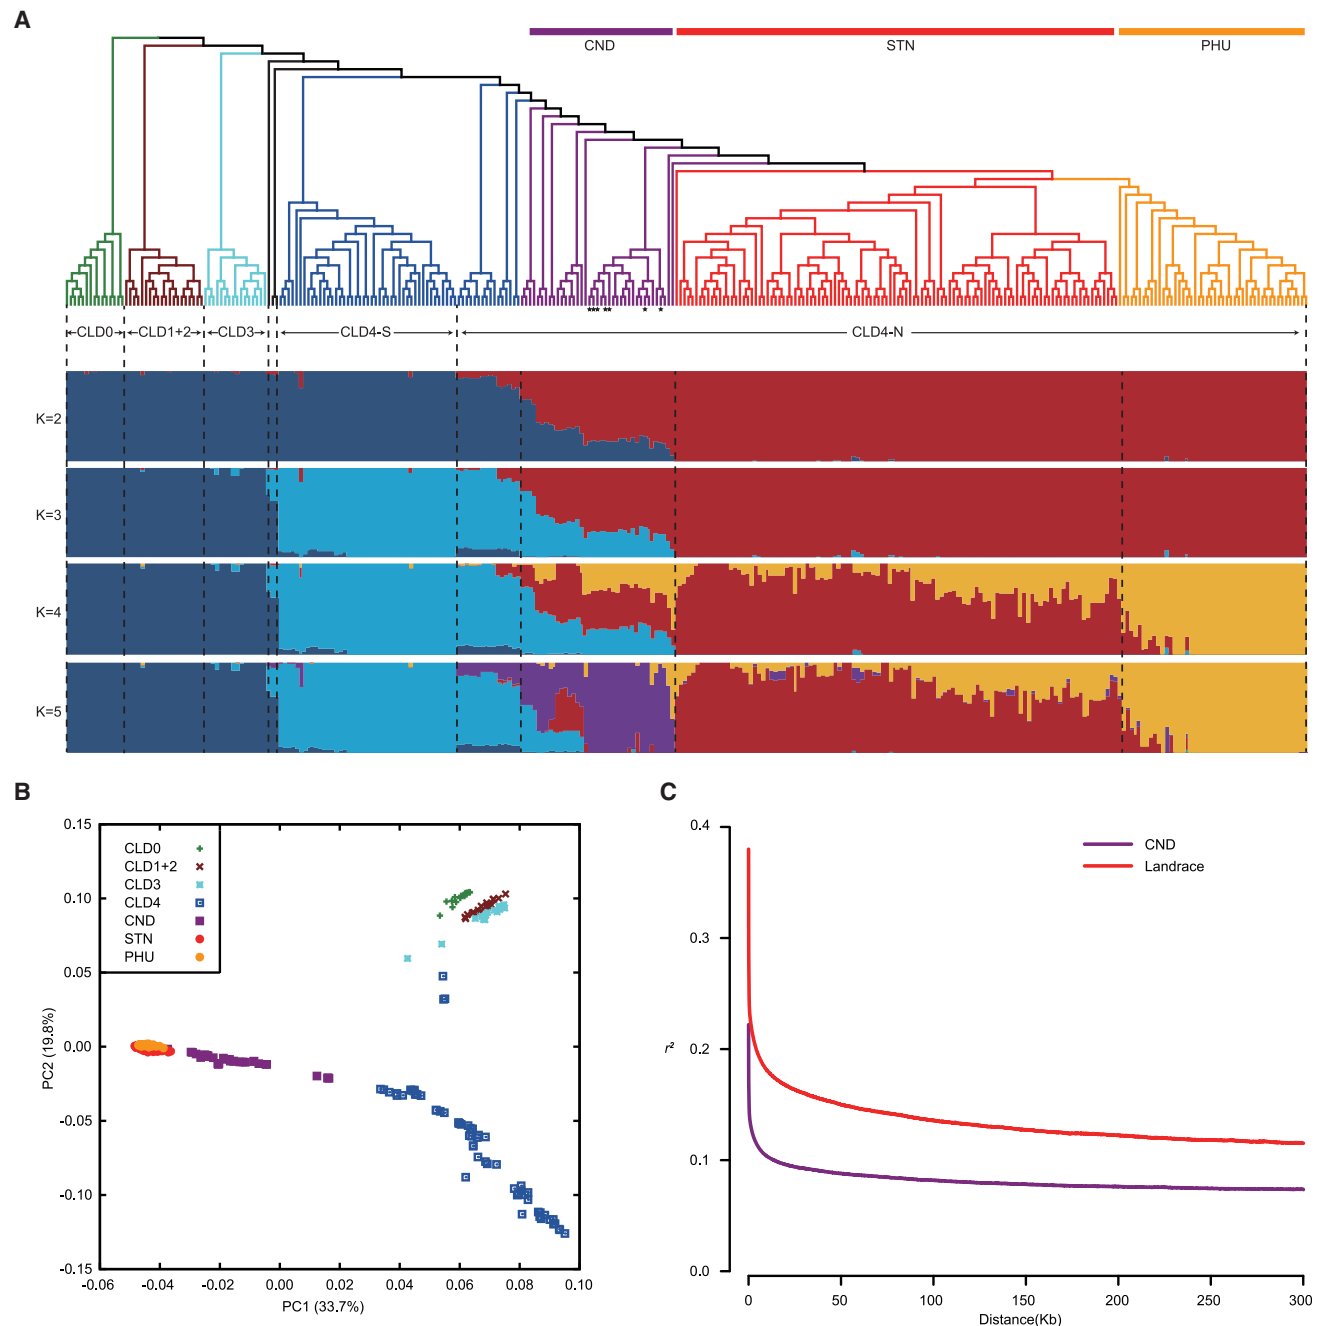 A
CND STN PHU
*** ** * *
CLD0 CLD1+2 CLD3 CLD4-S CLD4-N
K=2
K=3
K=4
K=5
B
0.15
0.10
0.05
0.00
-0.05
-0.10
-0.15
PC2 (19.8%)
CLD0
CLD1+2
CLD3
CLD4
CND
STN
PHU
-0.06 -0.04 -0.02 0.00 0.02 0.04 0.06 0.08 0.10
PC1 (33.7%)
C
0.4
0.3
0.2
0.1
0.0
r²
CND
Landrace
0 50 100 150 200 250 300
Distance(Kb)